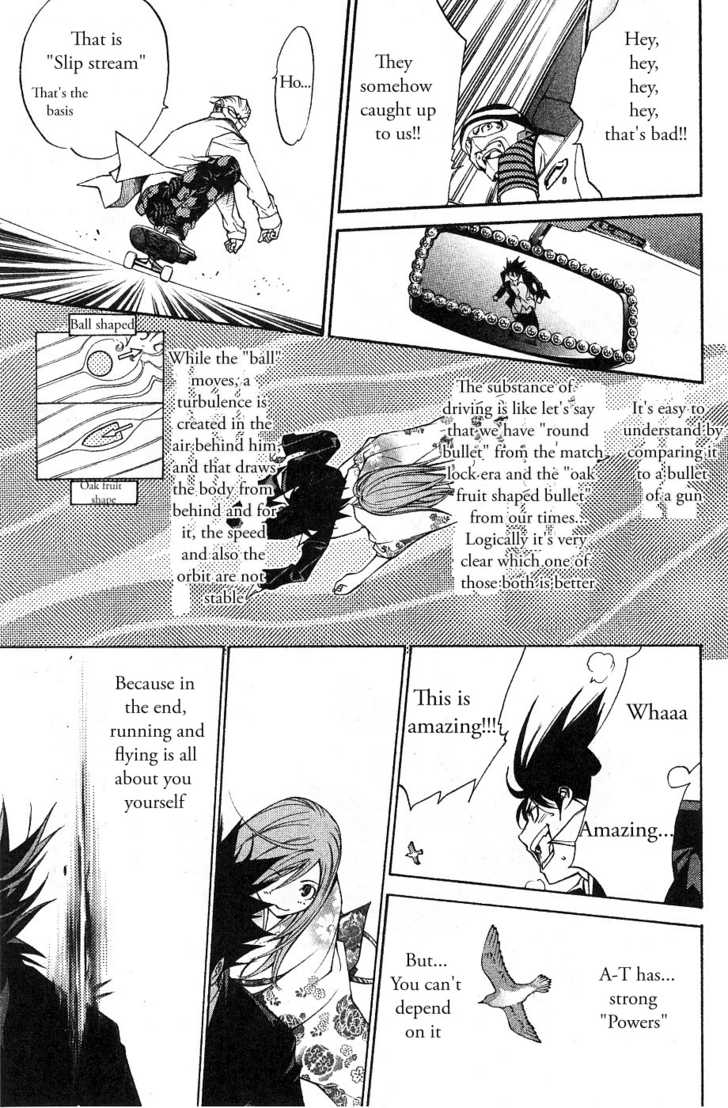 Hey,
hey,
hey,
hey,
that's bad!!
They
somehow
caught up
to us!!
Ho...
That is
"Slip stream"
That's the
basis
It's easy to
understand by
comparing it
to a bullet
of a gun
The substance of
driving is like let's say
that we have "round
bullet" from the match
lock era and the "oak
fruit shaped bullet"
from our times...
Logically it's very
clear which one of
those both is better
While the "ball"
moves, a
turbulence is
created in the
air behind him,
and that draws
the body from
behind and for
it, the speed
and also the
orbit are not
stable
Ball shaped
Oak fruit
shape
Whaaa
Amazing...
This is
amazing!!!
A-T has...
strong
"Powers"
But...
You can't
depend
on it
Because in
the end,
running and
flying is all
about you
yourself